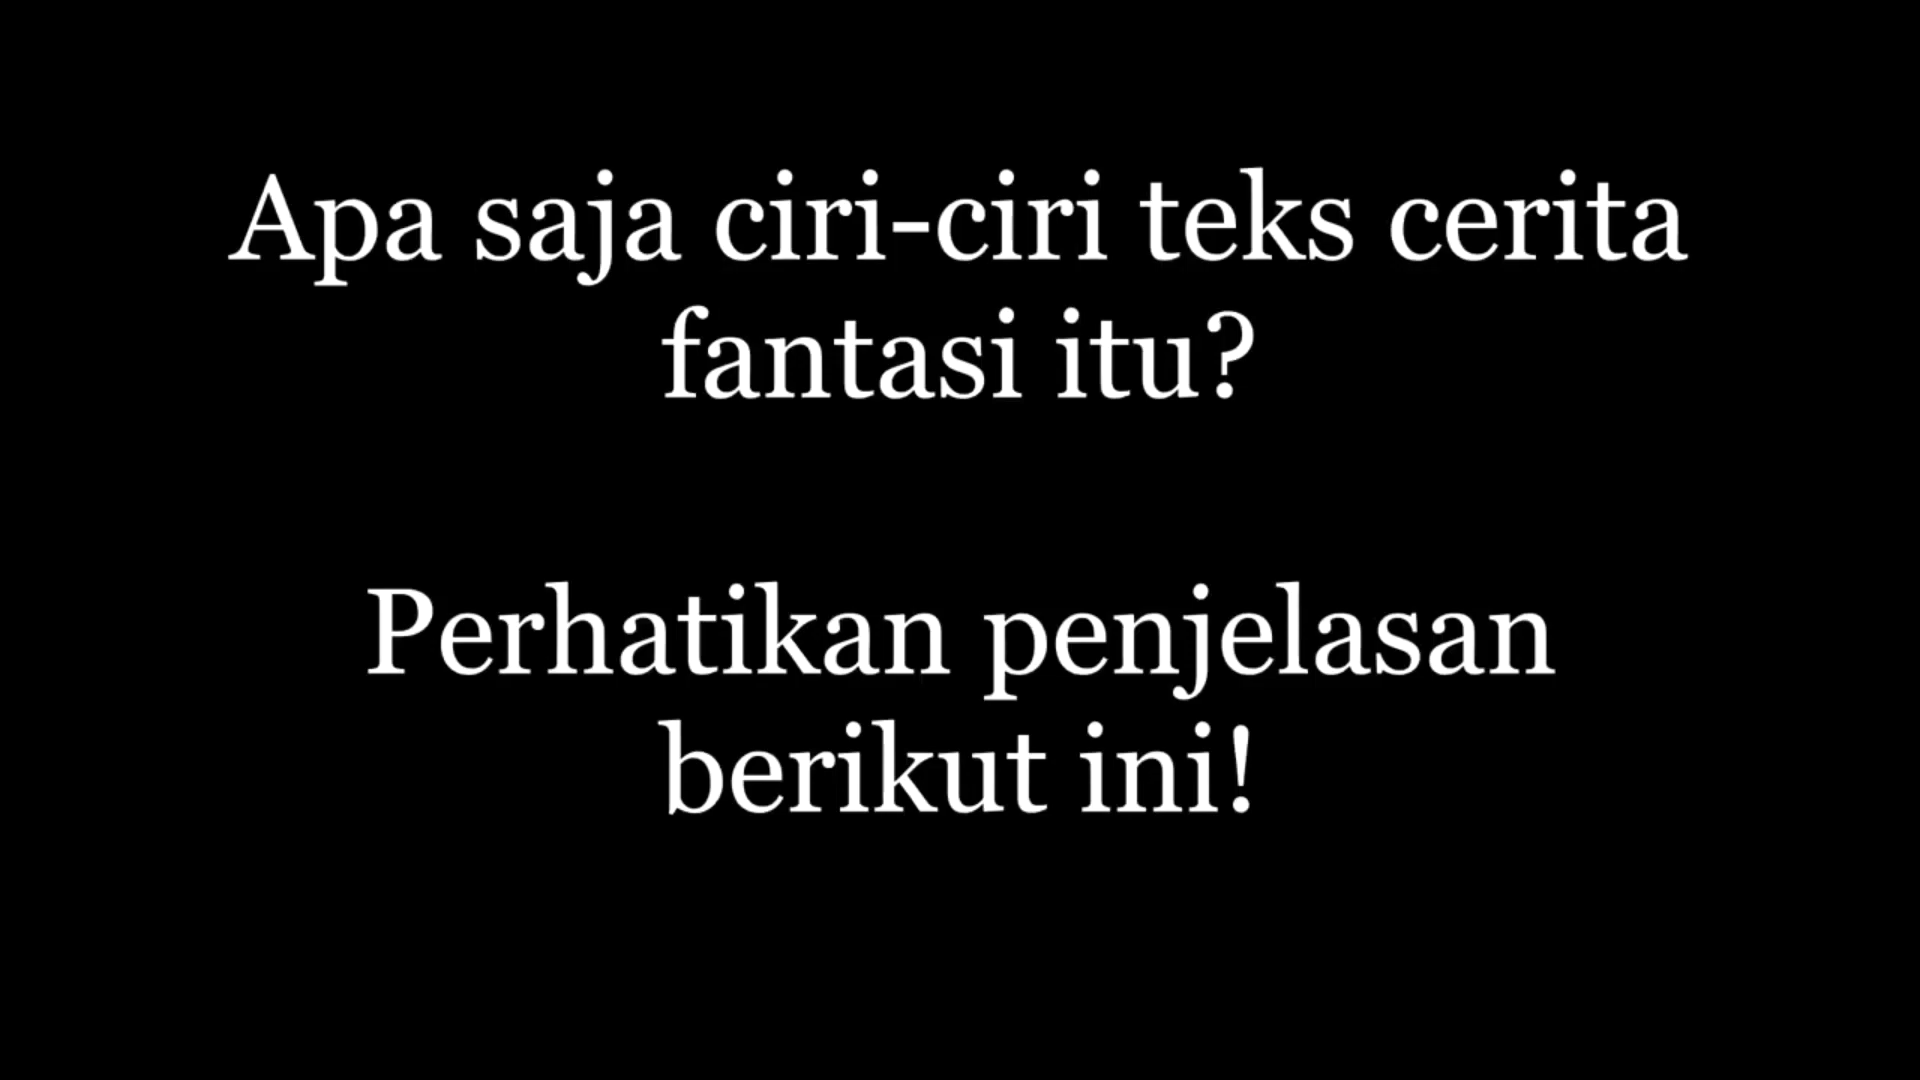 Apa saja ciri-ciri teks cerita
fantasi itu?
Perhatikan penjelasan
berikut ini!